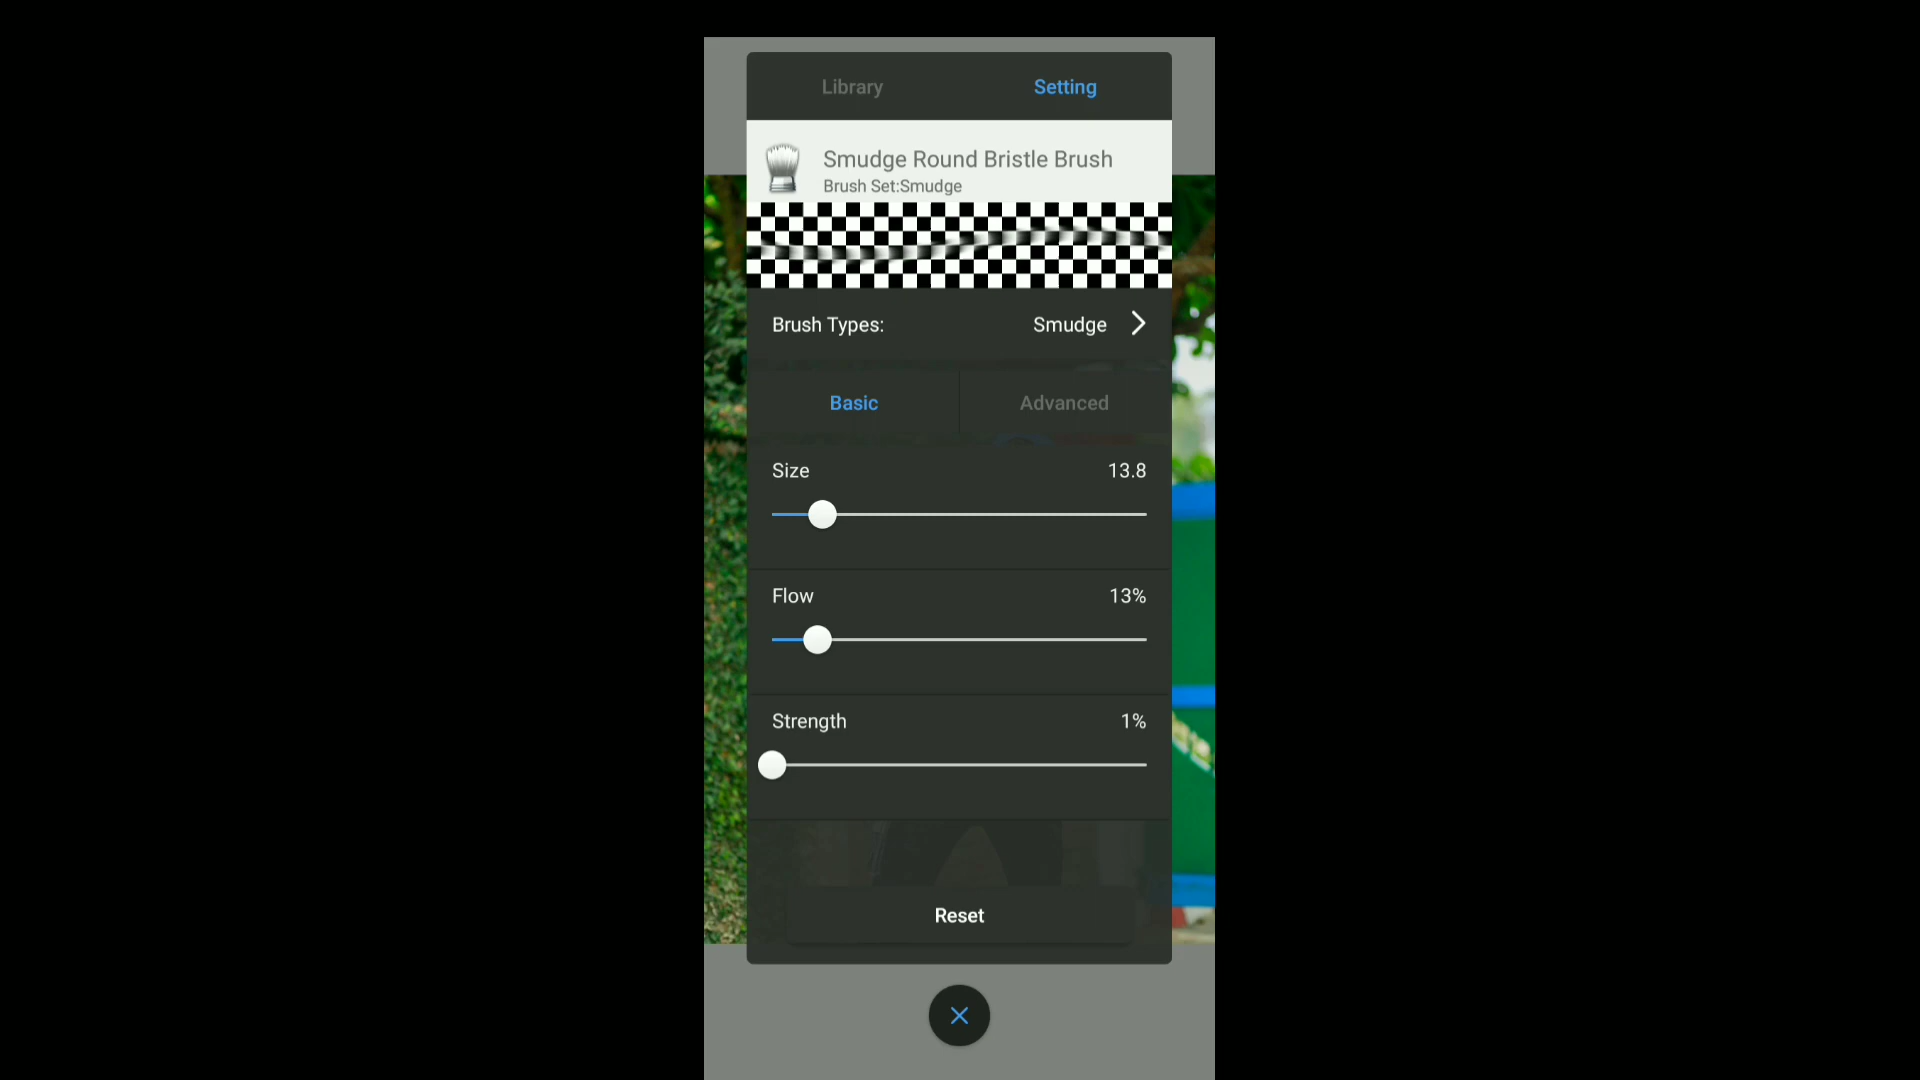 Library Setting
Smudge Round Bristle Brush
Brush Set:Smudge
Brush Types: Smudge
Basic Advanced
Size 13.8
Flow 13%
Strength 1%
Reset